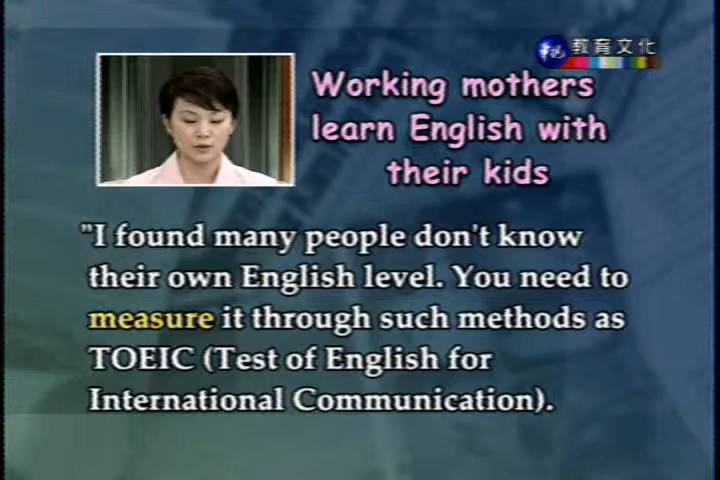 教育文化
Working mothers
learn English with
their kids
"I found many people don't know
their own English level. You need to
measure it through such methods as
TOEIC (Test of English for
International Communication).